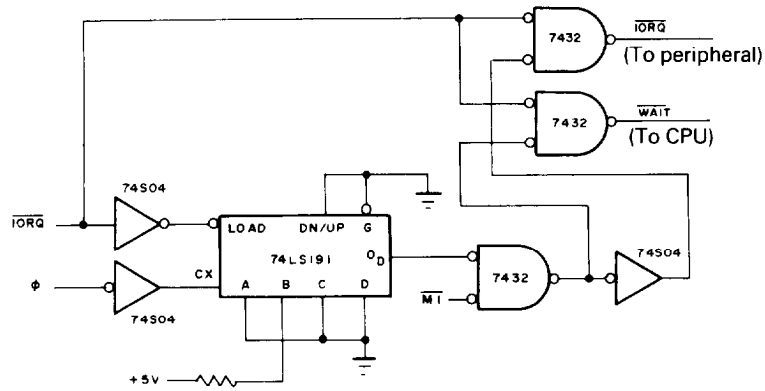 7432
IORQ
(To peripheral)
7432
WAIT
(To CPU)
74S04
IORQ
LOAD
DN/UP
G
74LS191
OD
CX
Φ
74S04
A
B
C
D
7432
M1
74S04
+5V